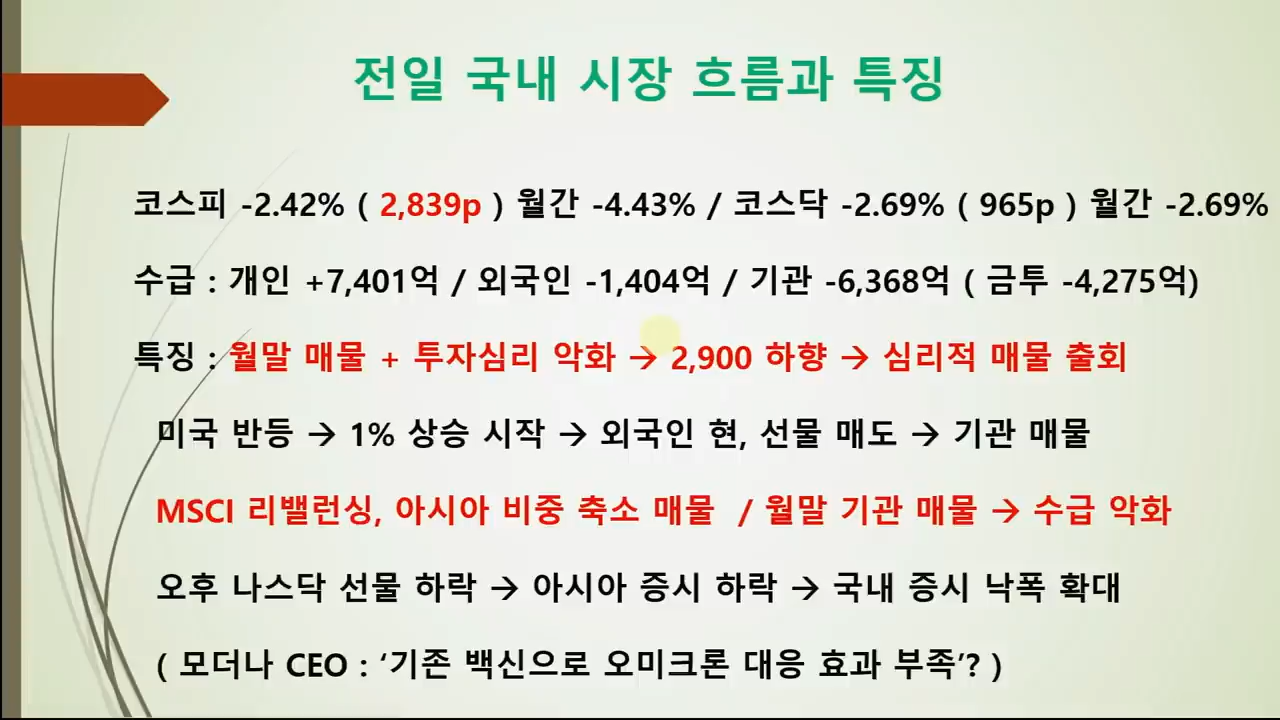 전일 국내 시장 흐름과 특징
코스피 -2.42% ( 2,839p ) 월간 -4.43% / 코스닥 -2.69% ( 965p ) 월간 -2.69%
수급 : 개인 +7,401억 / 외국인 -1,404억 / 기관 -6,368억 ( 금투 -4,275억)
특징 : 월말 매물 + 투자심리 악화 → 2,900 하향 → 심리적 매물 출회
미국 반등 → 1% 상승 시작 → 외국인 현, 선물 매도 → 기관 매물
MSCI 리밸런싱, 아시아 비중 축소 매물 / 월말 기관 매물 → 수급 악화
오후 나스닥 선물 하락 → 아시아 증시 하락 → 국내 증시 낙폭 확대
( 모더나 CEO : ‘기존 백신으로 오미크론 대응 효과 부족’? )